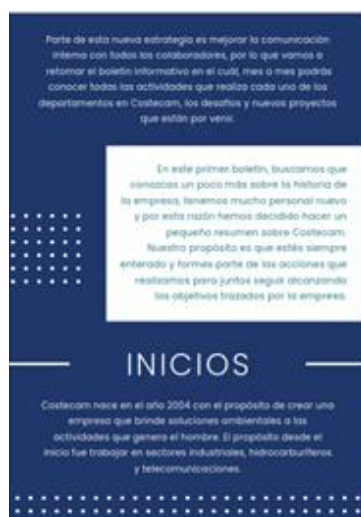 Parte de esta nueva estrategia es mejorar la comunicación
interna con todos los colaboradores, por lo que vamos a
retomar el boletín informativo en el cuál, mes a mes podrás
conocer todas las actividades que realiza cada uno de los
departamentos en Costecam, los desafíos y nuevos proyectos
que están por venir.
En este primer boletín, buscamos que
conozcas un poco más sobre la historia de
la empresa, tenemos mucho personal nuevo
y por esta razón hemos decidido hacer un
pequeño resumen sobre Costecam.
Nuestro propósito es que estés siempre
enterado y formes parte de las acciones que
realizamos para juntos seguir alcanzando
los objetivos trazados por la empresa.
INICIOS
Costecam nace en el año 2004 con el propósito de crear una
empresa que brinde soluciones ambientales a las
actividades que genera el hombre. El propósito desde el
inicio fue trabajar en sectores industriales, hidrocarburíferos
y telecomunicaciones.